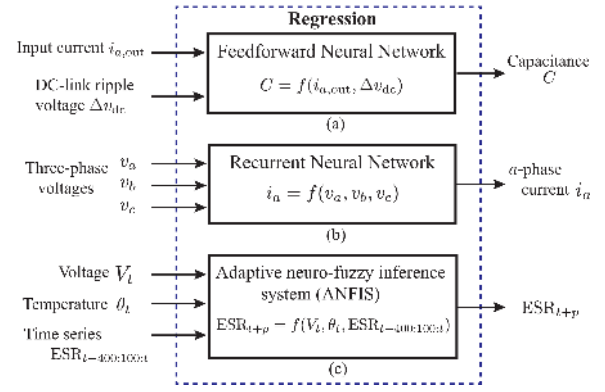 Regression
Input current i_{a,out}
DC-link ripple
voltage Δv_{dc}
Feedforward Neural Network
C = f(i_{a,out}, Δv_{dc})
Capacitance
C
(a)
Three-phase
voltages
v_a
v_b
v_c
Recurrent Neural Network
i_a = f(v_a, v_b, v_c)
a-phase
current i_a
(b)
Voltage V_t
Temperature θ_t
Time series
ESR_{t−400:100:t}
Adaptive neuro-fuzzy inference
system (ANFIS)
ESR_{t+p} = f(V_t, θ_t, ESR_{t−400:100:t})
ESR_{t+p}
(c)